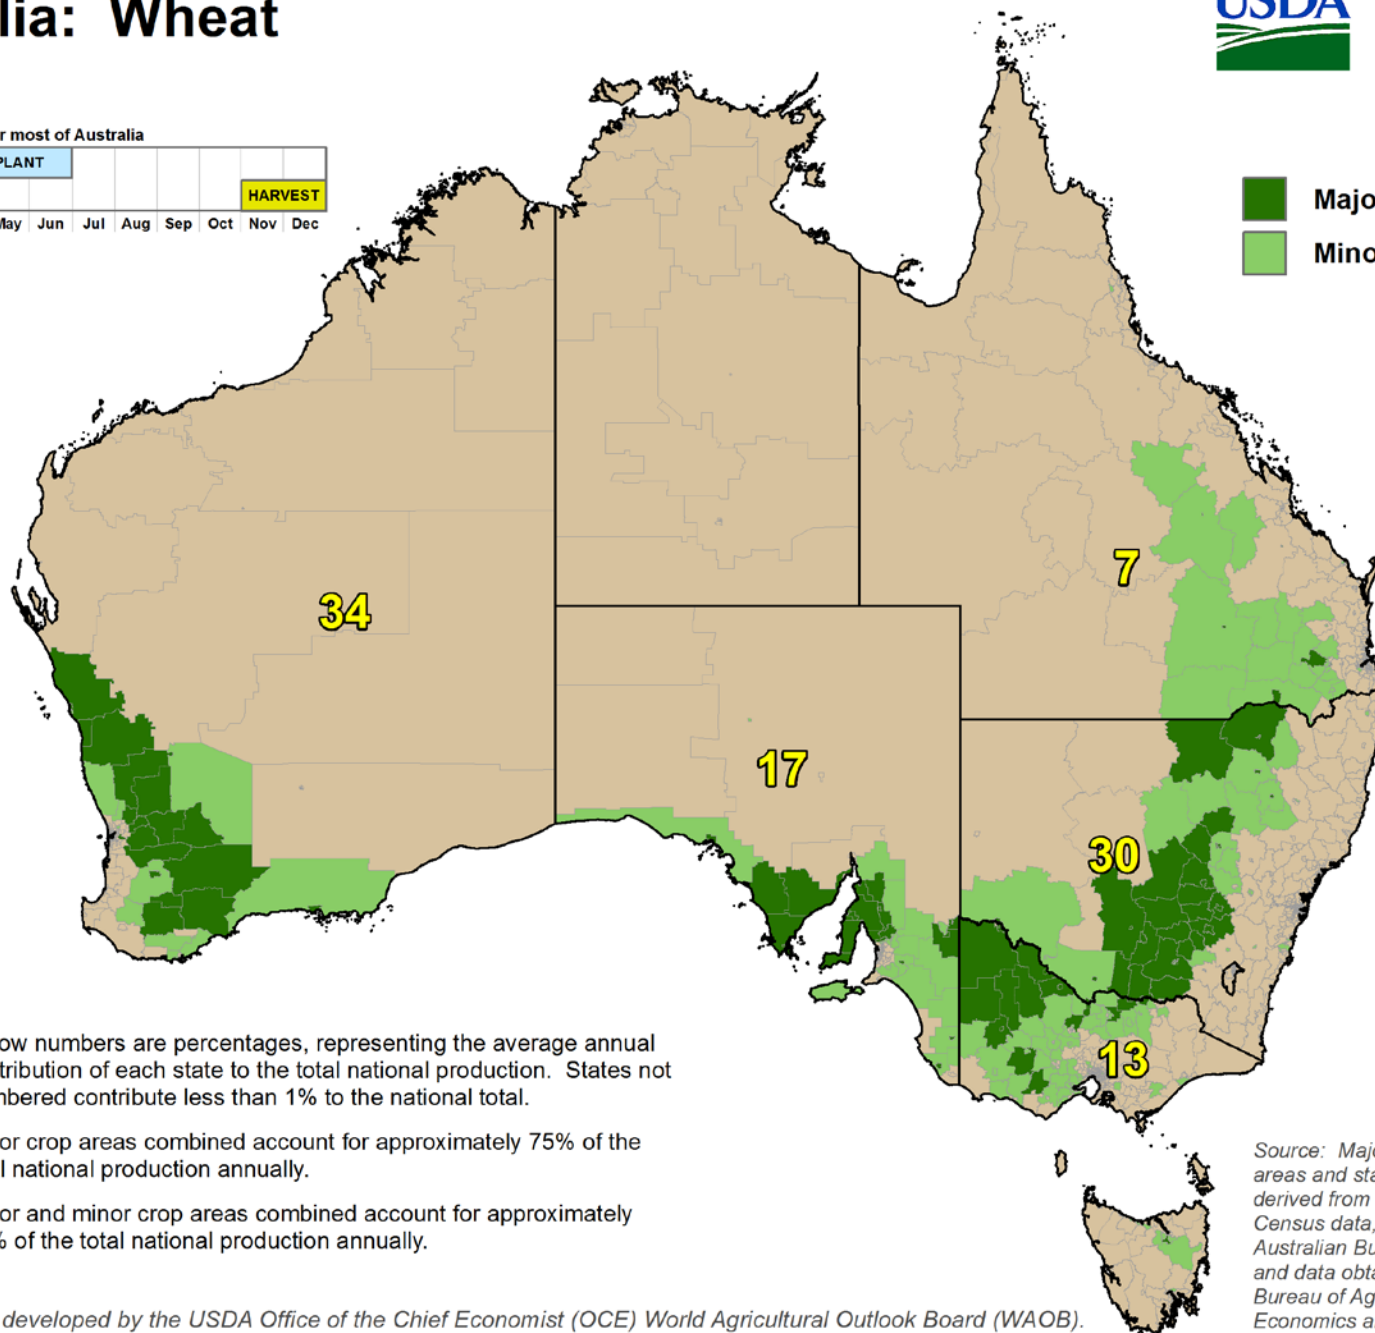 lia: Wheat
USDA
r most of Australia
PLANT
HARVEST
May Jun Jul Aug Sep Oct Nov Dec
Majo
Mino
7
34
17
30
13
ow numbers are percentages, representing the average annual
tribution of each state to the total national production. States not
nbered contribute less than 1% to the national total.
or crop areas combined account for approximately 75% of the
l national production annually.
or and minor crop areas combined account for approximately
% of the total national production annually.
Source: Majo
areas and sta
derived from
Census data,
Australian Bu
and data obta
Bureau of Ag
Economics a
developed by the USDA Office of the Chief Economist (OCE) World Agricultural Outlook Board (WAOB).